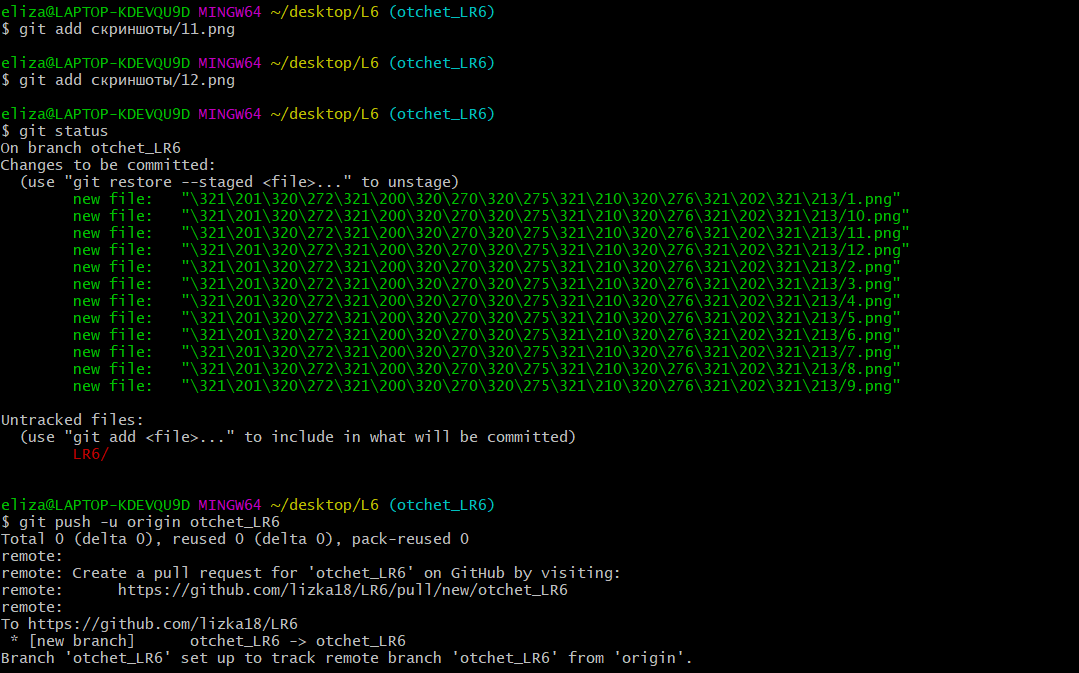 eliza@LAPTOP-KDEVQU9D MINGW64 ~/desktop/L6 (otchet_LR6)
$ git add скриншоты/11.png
eliza@LAPTOP-KDEVQU9D MINGW64 ~/desktop/L6 (otchet_LR6)
$ git add скриншоты/12.png
eliza@LAPTOP-KDEVQU9D MINGW64 ~/desktop/L6 (otchet_LR6)
$ git status
On branch otchet_LR6
Changes to be committed:
  (use "git restore --staged <file>..." to unstage)
        new file:   "\321\201\320\272\321\200\320\270\320\275\321\210\320\276\321\202\321\213/1.png"
        new file:   "\321\201\320\272\321\200\320\270\320\275\321\210\320\276\321\202\321\213/10.png"
        new file:   "\321\201\320\272\321\200\320\270\320\275\321\210\320\276\321\202\321\213/11.png"
        new file:   "\321\201\320\272\321\200\320\270\320\275\321\210\320\276\321\202\321\213/12.png"
        new file:   "\321\201\320\272\321\200\320\270\320\275\321\210\320\276\321\202\321\213/2.png"
        new file:   "\321\201\320\272\321\200\320\270\320\275\321\210\320\276\321\202\321\213/3.png"
        new file:   "\321\201\320\272\321\200\320\270\320\275\321\210\320\276\321\202\321\213/4.png"
        new file:   "\321\201\320\272\321\200\320\270\320\275\321\210\320\276\321\202\321\213/5.png"
        new file:   "\321\201\320\272\321\200\320\270\320\275\321\210\320\276\321\202\321\213/6.png"
        new file:   "\321\201\320\272\321\200\320\270\320\275\321\210\320\276\321\202\321\213/7.png"
        new file:   "\321\201\320\272\321\200\320\270\320\275\321\210\320\276\321\202\321\213/8.png"
        new file:   "\321\201\320\272\321\200\320\270\320\275\321\210\320\276\321\202\321\213/9.png"
Untracked files:
  (use "git add <file>..." to include in what will be committed)
        LR6/
eliza@LAPTOP-KDEVQU9D MINGW64 ~/desktop/L6 (otchet_LR6)
$ git push -u origin otchet_LR6
Total 0 (delta 0), reused 0 (delta 0), pack-reused 0
remote:
remote: Create a pull request for 'otchet_LR6' on GitHub by visiting:
remote:      https://github.com/lizka18/LR6/pull/new/otchet_LR6
remote:
To https://github.com/lizka18/LR6
 * [new branch]      otchet_LR6 -> otchet_LR6
Branch 'otchet_LR6' set up to track remote branch 'otchet_LR6' from 'origin'.